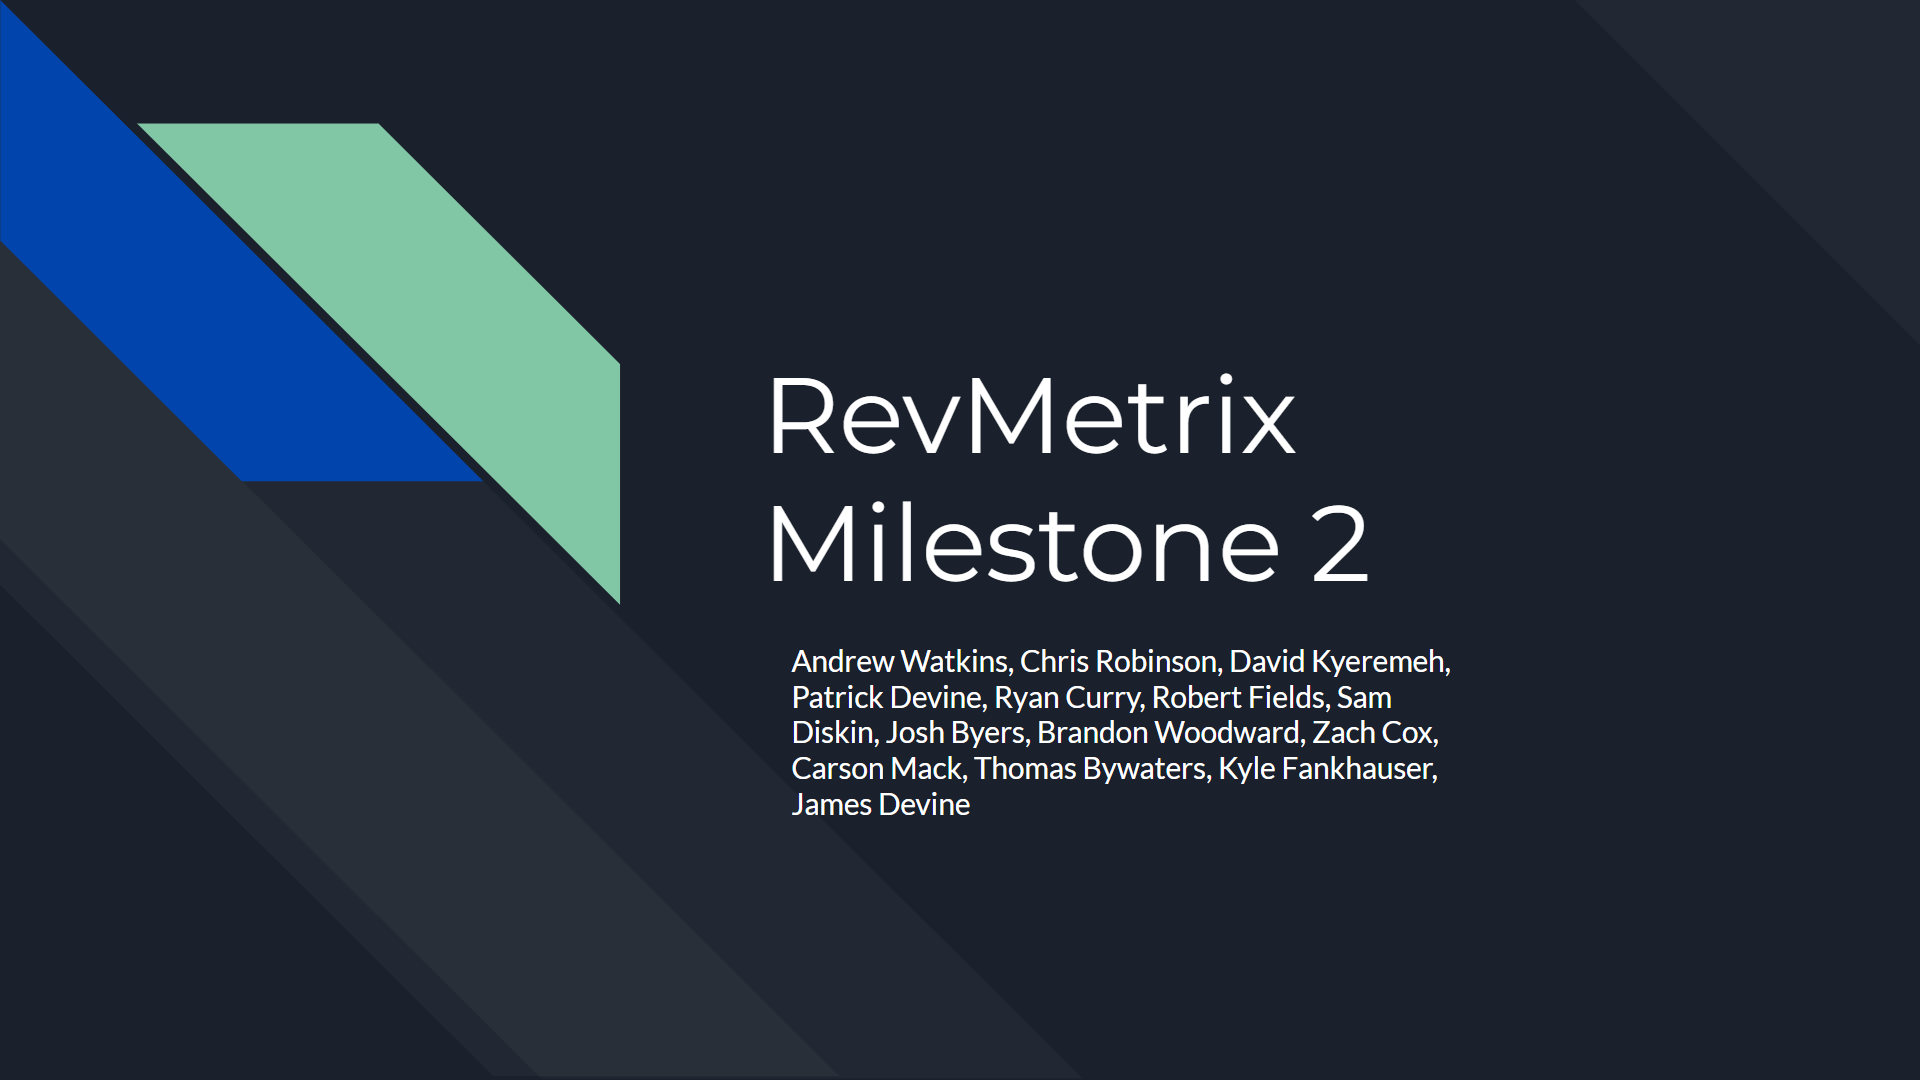 RevMetrix
Milestone 2
Andrew Watkins, Chris Robinson, David Kyeremeh,
Patrick Devine, Ryan Curry, Robert Fields, Sam
Diskin, Josh Byers, Brandon Woodward, Zach Cox,
Carson Mack, Thomas Bywaters, Kyle Fankhauser,
James Devine